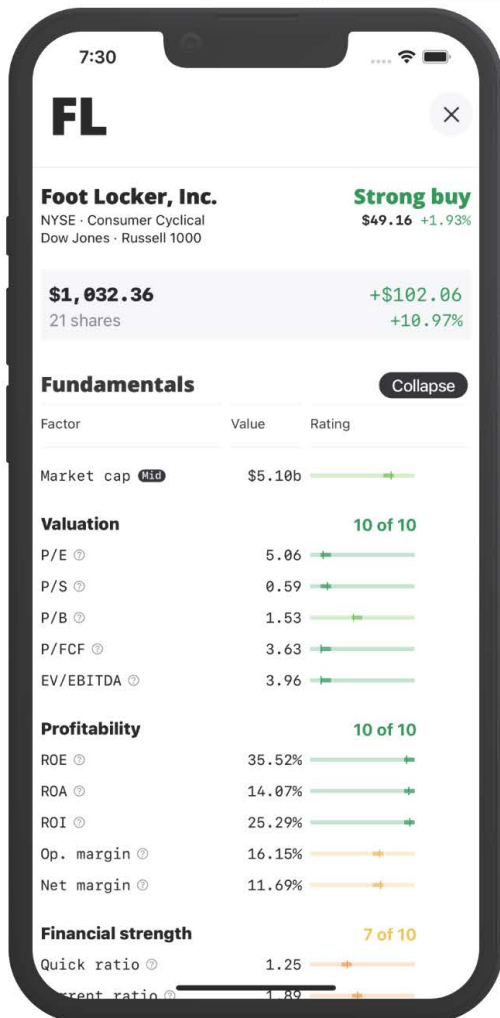 7:30
FL
Foot Locker, Inc. Strong buy
NYSE · Consumer Cyclical $49.16 +1.93%
Dow Jones · Russell 1000
$1,032.36 +$102.06
21 shares +10.97%
Fundamentals Collapse
Factor Value Rating
Market cap Mid $5.10b
Valuation 10 of 10
P/E 5.06
P/S 0.59
P/B 1.53
P/FCF 3.63
EV/EBITDA 3.96
Profitability 10 of 10
ROE 35.52%
ROA 14.07%
ROI 25.29%
Op. margin 16.15%
Net margin 11.69%
Financial strength 7 of 10
Quick ratio 1.25
Current ratio 1.89